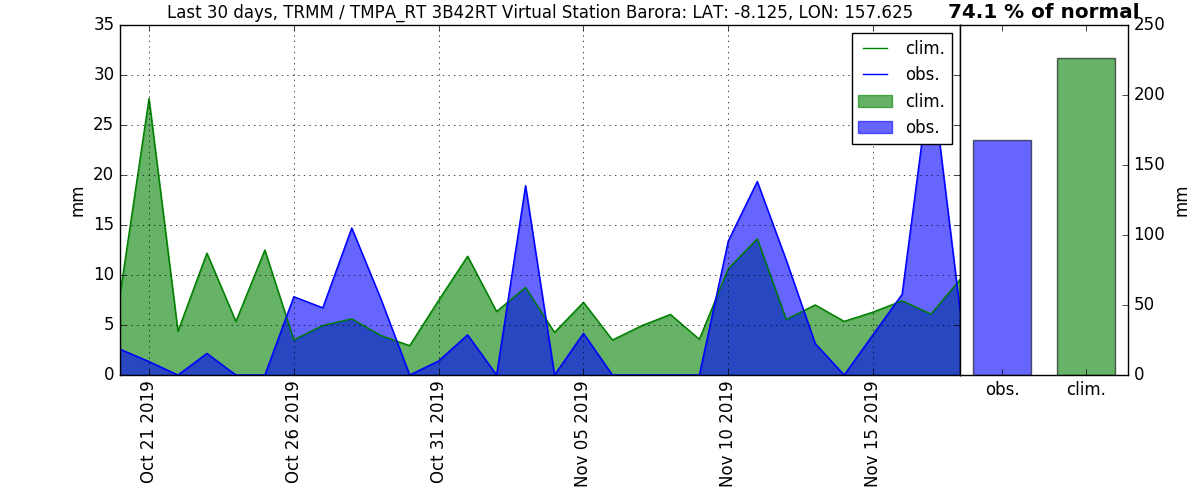 Last 30 days, TRMM / TMPA_RT 3B42RT Virtual Station Barora: LAT: -8.125, LON: 157.625
74.1 % of normal
35
30
25
20
15
10
5
0
mm
clim.
obs.
clim.
obs.
250
200
150
100
50
0
mm
obs.
clim.
Oct 21 2019
Oct 26 2019
Oct 31 2019
Nov 05 2019
Nov 10 2019
Nov 15 2019